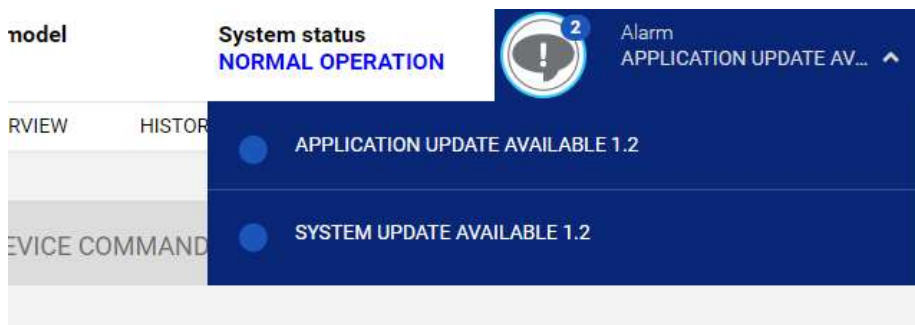 model
System status
NORMAL OPERATION
2
Alarm
APPLICATION UPDATE AV...
RVIEW
HISTOR
APPLICATION UPDATE AVAILABLE 1.2
EVICE COMMAND
SYSTEM UPDATE AVAILABLE 1.2